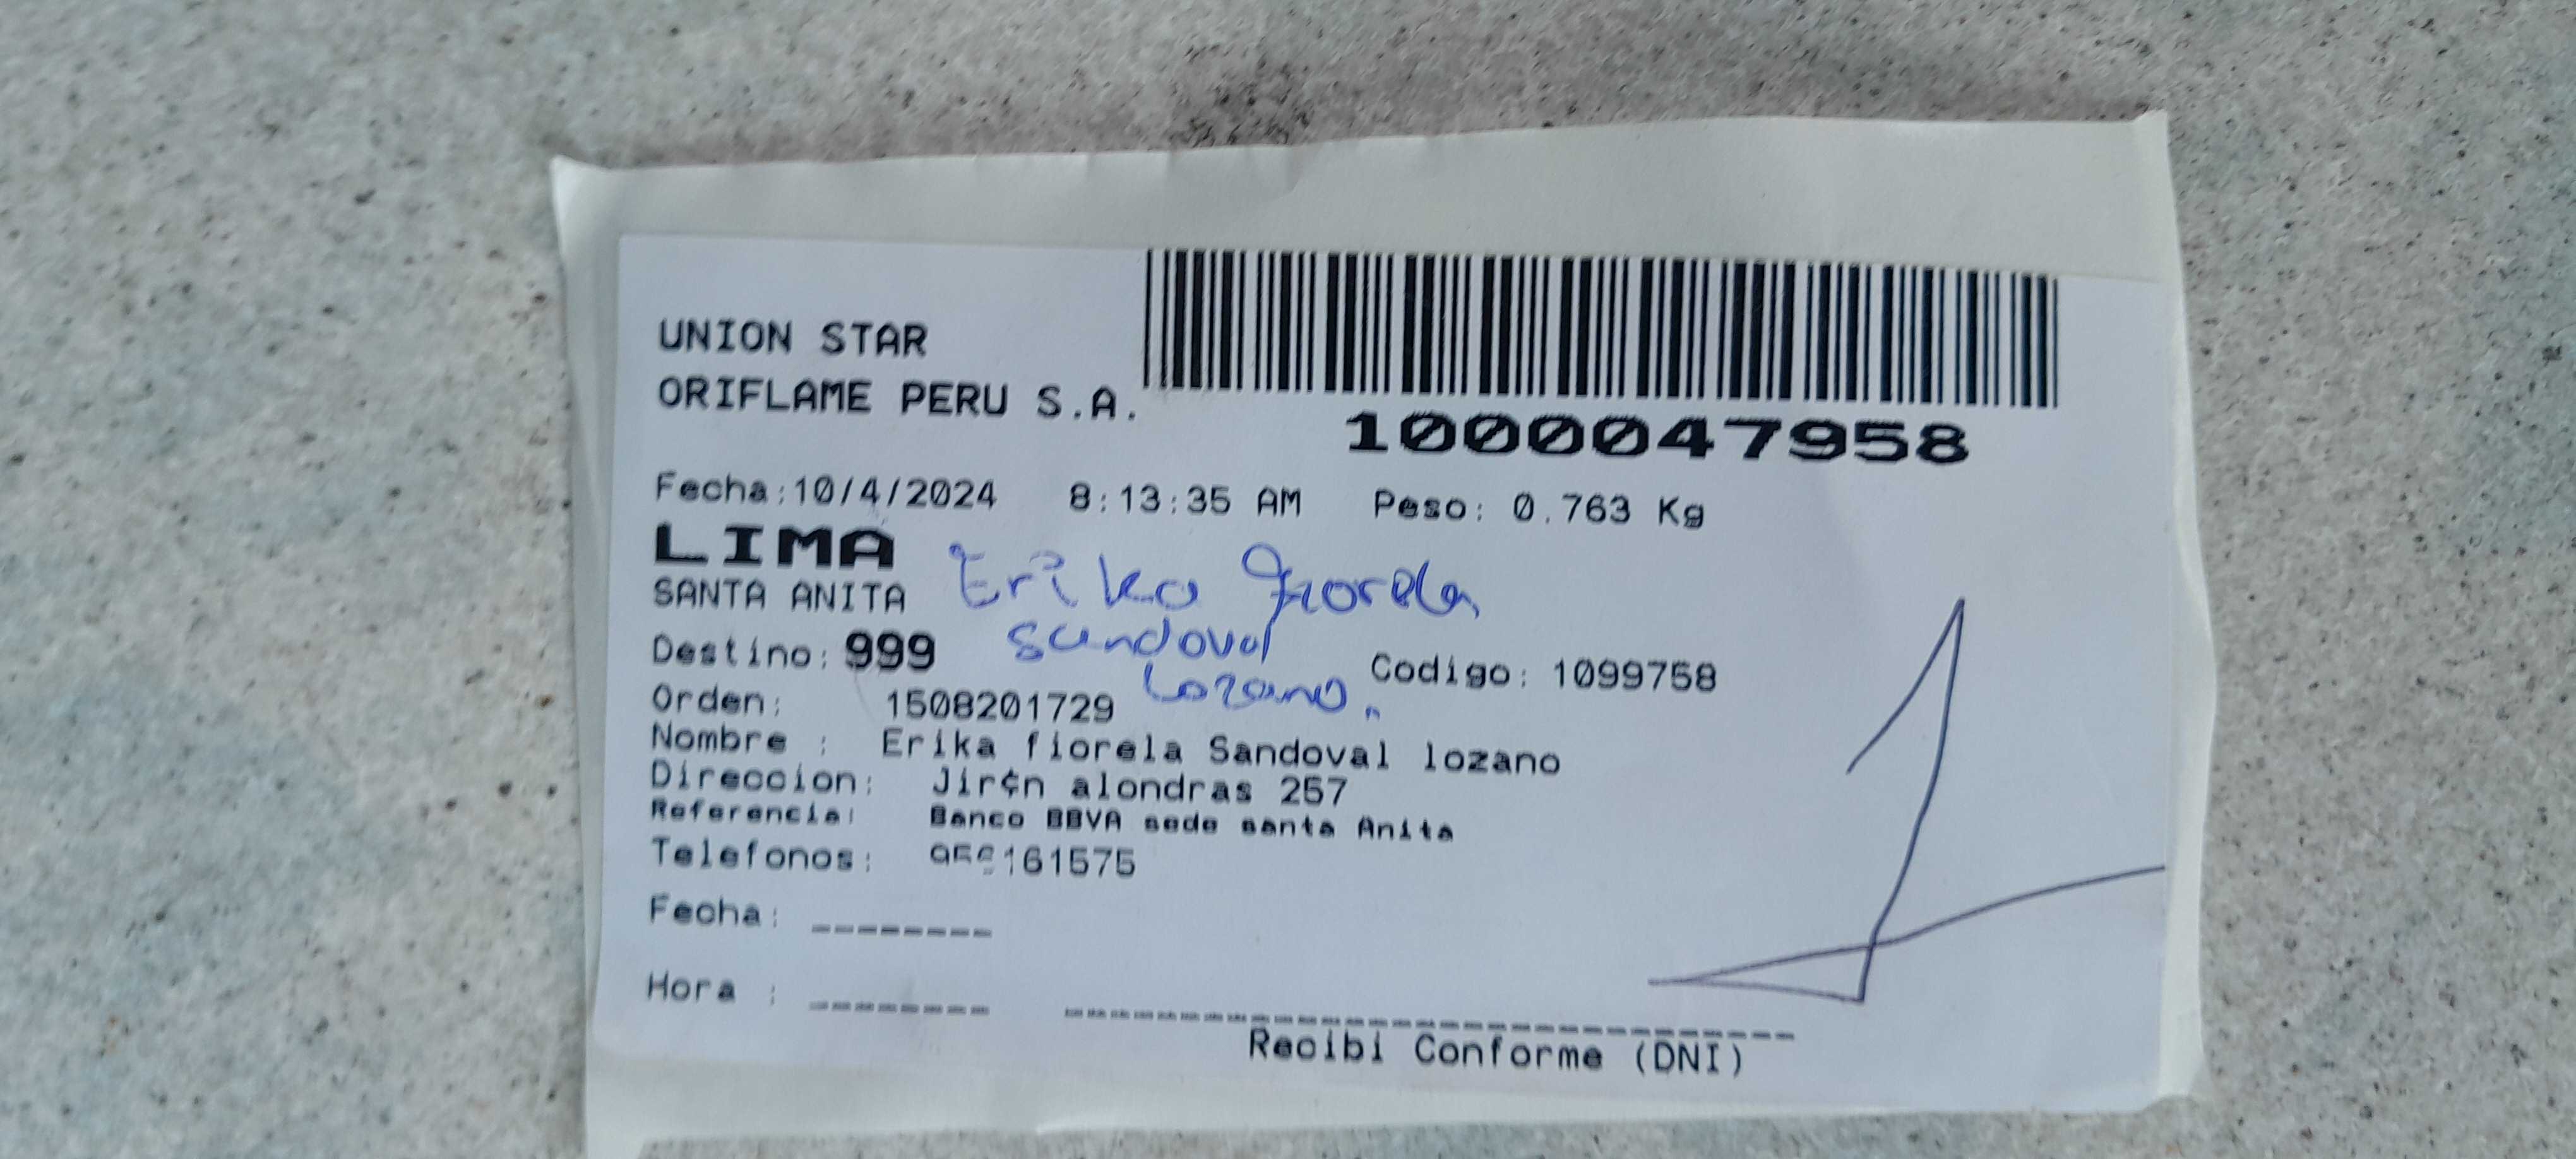 UNION STAR
ORIFLAME PERU S.A.
1000047958
Fecha:10/4/2024 8:13:35 AM Peso: 0.763 Kg
LIMA
SANTA ANITA
Erika Fiorela
Sandoval
Lozano.
Destino: 999 Codigo: 1099758
Orden: 1508201729
Nombre : Erika fiorela Sandoval lozano
Direccion: Jir¢n alondras 257
Referencia: Banco BBVA sede santa Anita
Telefonos:
Fecha: --------
Hora : --------
Recibi Conforme (DNI)